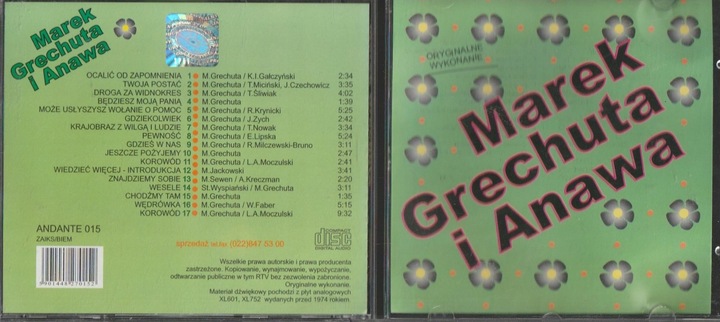 Marek
Grechuta
i Anawa
OCALIĆ OD ZAPOMNIENIA 1 M.Grechuta / K.I.Gałczyński 2:34
TWOJA POSTAĆ 2 M.Grechuta / T.Miciński, J.Czechowicz 3:35
DROGA ZA WIDNOKRES 3 M.Grechuta / T.Śliwiak 4:02
BĘDZIESZ MOJĄ PANIĄ 4 M.Grechuta 1:39
MOŻE USŁYSZYSZ WOŁANIE O POMOC 5 M.Grechuta / R.Krynicki 5:25
GDZIEKOLWIEK 6 M.Grechuta / J.Zych 2:42
KRAJOBRAZ Z WILGĄ I LUDZIE 7 M.Grechuta / T.Nowak 3:34
PEWNOŚĆ 8 M.Grechuta / E.Lipska 5:24
GDZIEŚ W NAS 9 M.Grechuta / R.Milczewski-Bruno 3:11
JESZCZE POŻYJEMY 10 M.Grechuta 2:47
KOROWÓD 11 M.Grechuta / L.A.Moczulski 2:41
WIEDZIEĆ WIĘCEJ - INTRODUKCJA 12 M.Jackowski 3:41
ZNAJDZIEMY SOBIE 13 M.Sewen / A.Kreczmar 2:20
WESELE 14 St.Wyspiański / M.Grechuta 3:11
CHODŹMY TAM 15 M.Grechuta 1:35
WĘDRÓWKA 16 M.Grechuta / W.Faber 5:15
KOROWÓD 17 M.Grechuta / L.A.Moczulski 9:32
ANDANTE 015
ZAIKS/BIEM
sprzedaż tel./fax. (022)847 53 00
COMPACT
disc
DIGITAL AUDIO
Wszelkie prawa autorskie i prawa producenta
zastrzeżone. Kopiowanie, wynajmowanie, wypożyczanie,
odtwarzanie publiczne w tym RTV bez zezwolenia zabronione.
Oryginalne wykonanie.
Materiał dźwiękowy pochodzi z płyt analogowych
XL601, XL752 wydanych przed 1974 rokiem.
ORYGINALNE
WYKONANIE
Marek
Grechuta
i Anawa